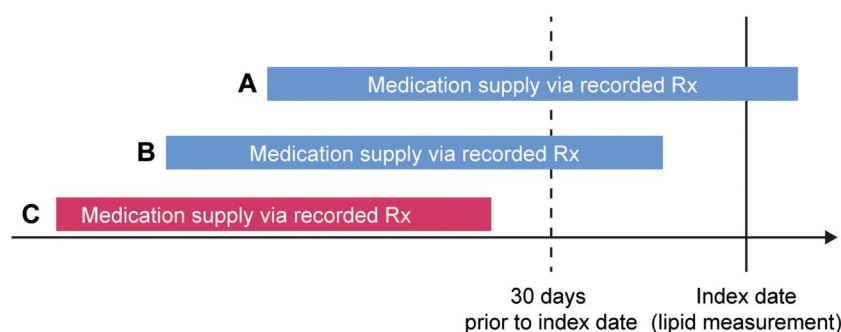 A Medication supply via recorded Rx
B Medication supply via recorded Rx
C Medication supply via recorded Rx
30 days
prior to index date
Index date
(lipid measurement)